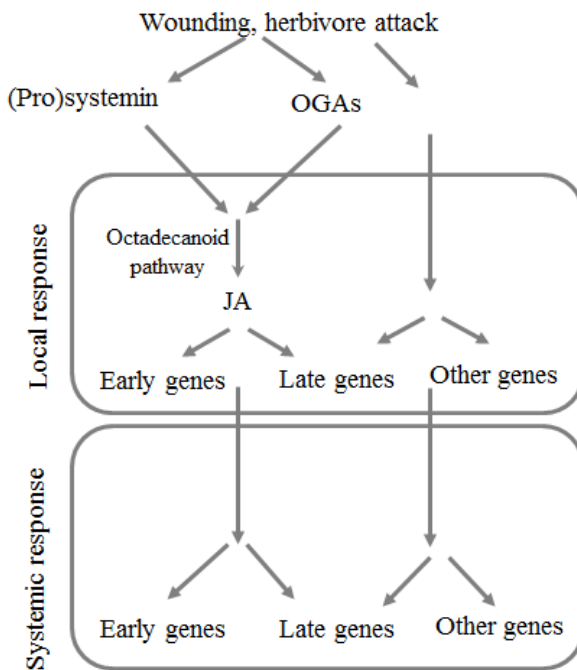 Wounding, herbivore attack
(Pro)systemin
OGAs
Local response
Octadecanoid
pathway
JA
Early genes
Late genes
Other genes
Systemic response
Early genes
Late genes
Other genes